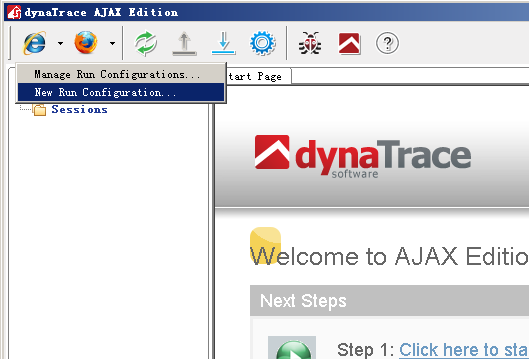 dynaTrace AJAX Edition
Manage Run Configurations...
New Run Configuration...
tart Page
Sessions
dynaTrace
software
Welcome to AJAX Editio
Next Steps
Step 1: Click here to sta